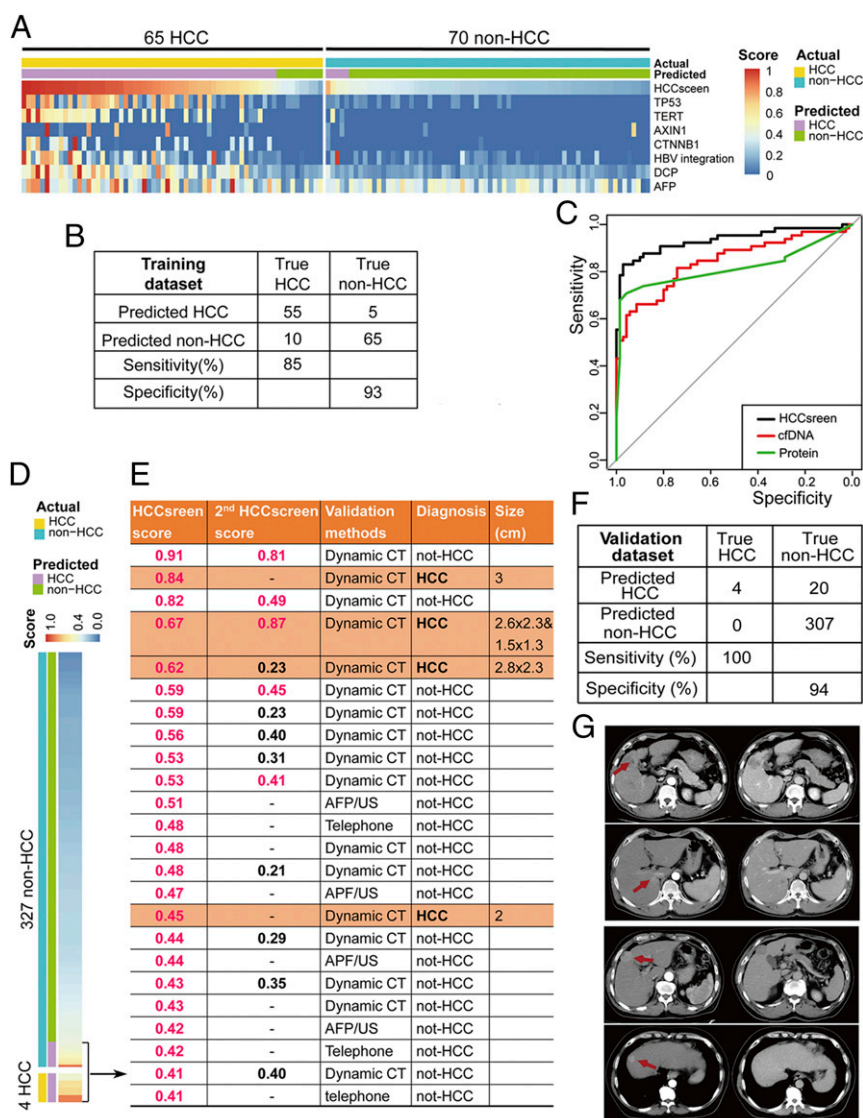 A
65 HCC
70 non-HCC
Actual
Predicted
HCCseen
TP53
TERT
AXIN1
CTNNB1
HBV integration
DCP
AFP
Score
1
0.8
0.6
0.4
0.2
0
Actual
HCC
non-HCC
Predicted
HCC
non-HCC
B
Training dataset True HCC True non-HCC
Predicted HCC 55 5
Predicted non-HCC 10 65
Sensitivity(%) 85
Specificity(%) 93
C
Sensitivity
1.0
0.8
0.6
0.4
0.2
0.0
HCCsreen
cfDNA
Protein
1.0 0.8 0.6 0.4 0.2 0.0
Specificity
D
Actual
HCC
non-HCC
Predicted
HCC
non-HCC
Score
1.0
0.0
327 non-HCC
4 HCC
E
HCCsreen score 2nd HCCscreen score Validation methods Diagnosis Size (cm)
0.91 0.81 Dynamic CT not-HCC
0.84 - Dynamic CT HCC 3
0.82 0.49 Dynamic CT not-HCC
0.67 0.87 Dynamic CT HCC 2.6x2.3& 1.5x1.3
0.62 0.23 Dynamic CT HCC 2.8x2.3
0.59 0.45 Dynamic CT not-HCC
0.59 0.23 Dynamic CT not-HCC
0.56 0.40 Dynamic CT not-HCC
0.53 0.31 Dynamic CT not-HCC
0.53 0.41 Dynamic CT not-HCC
0.51 - AFP/US not-HCC
0.48 - Telephone not-HCC
0.48 - Dynamic CT not-HCC
0.48 0.21 Dynamic CT not-HCC
0.47 - APF/US not-HCC
0.45 - Dynamic CT HCC 2
0.44 0.29 Dynamic CT not-HCC
0.44 - APF/US not-HCC
0.43 0.35 Dynamic CT not-HCC
0.43 - Dynamic CT not-HCC
0.42 - AFP/US not-HCC
0.42 - Telephone not-HCC
0.41 0.40 Dynamic CT not-HCC
0.41 - telephone not-HCC
F
Validation dataset True HCC True non-HCC
Predicted HCC 4 20
Predicted non-HCC 0 307
Sensitivity (%) 100
Specificity (%) 94
G